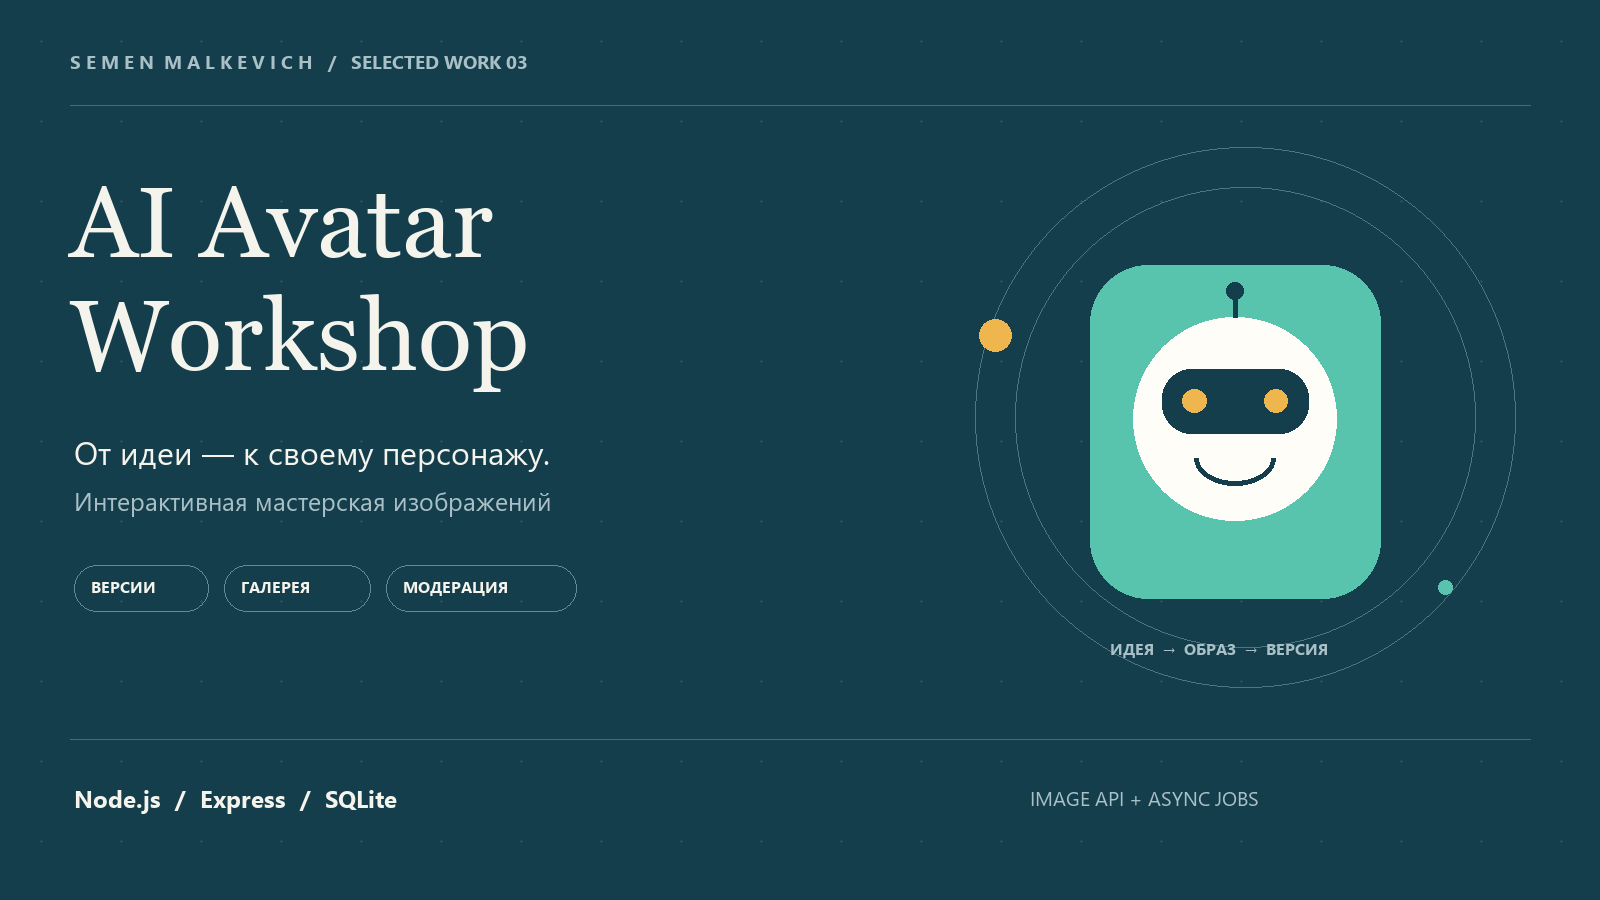 SEMEN MALKEVICH / SELECTED WORK 03
AI Avatar
Workshop
От идеи — к своему персонажу.
Интерактивная мастерская изображений
ВЕРСИИ ГАЛЕРЕЯ МОДЕРАЦИЯ
ИДЕЯ → ОБРАЗ → ВЕРСИЯ
Node.js / Express / SQLite
IMAGE API + ASYNC JOBS